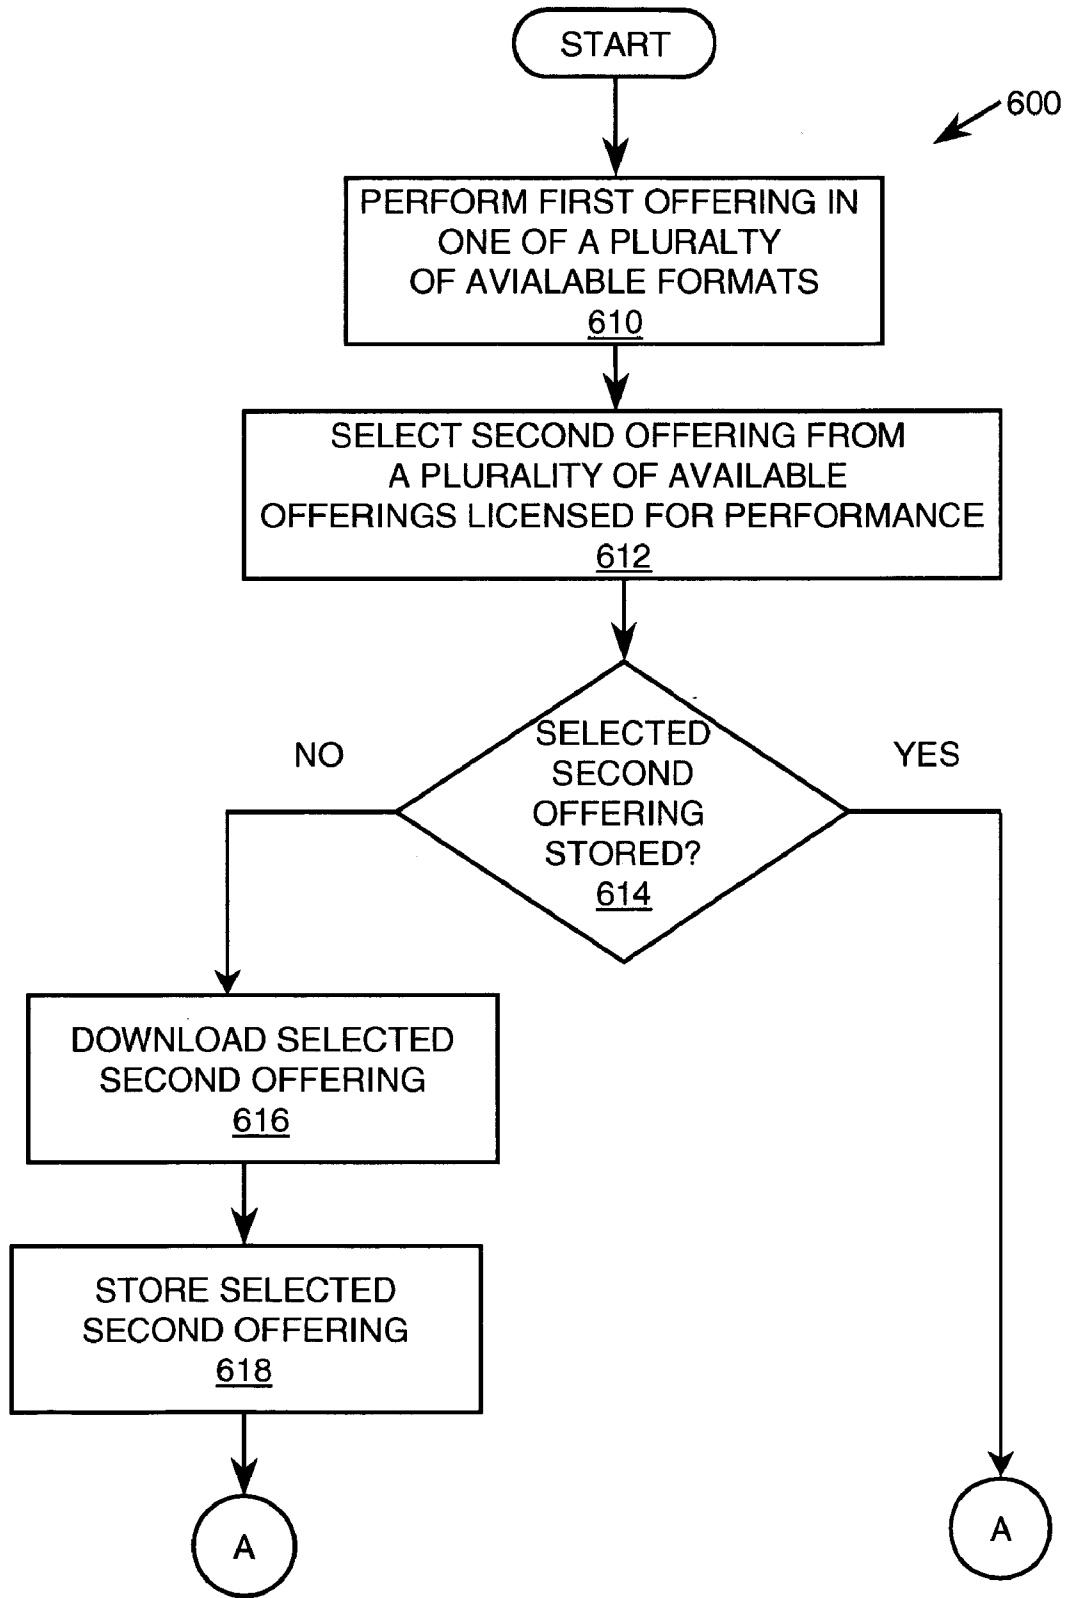 START
600
PERFORM FIRST OFFERING IN
ONE OF A PLURALTY
OF AVIALABLE FORMATS
610
SELECT SECOND OFFERING FROM
A PLURALITY OF AVAILABLE
OFFERINGS LICENSED FOR PERFORMANCE
612
NO
YES
SELECTED
SECOND
OFFERING
STORED?
614
DOWNLOAD SELECTED
SECOND OFFERING
616
STORE SELECTED
SECOND OFFERING
618
A
A